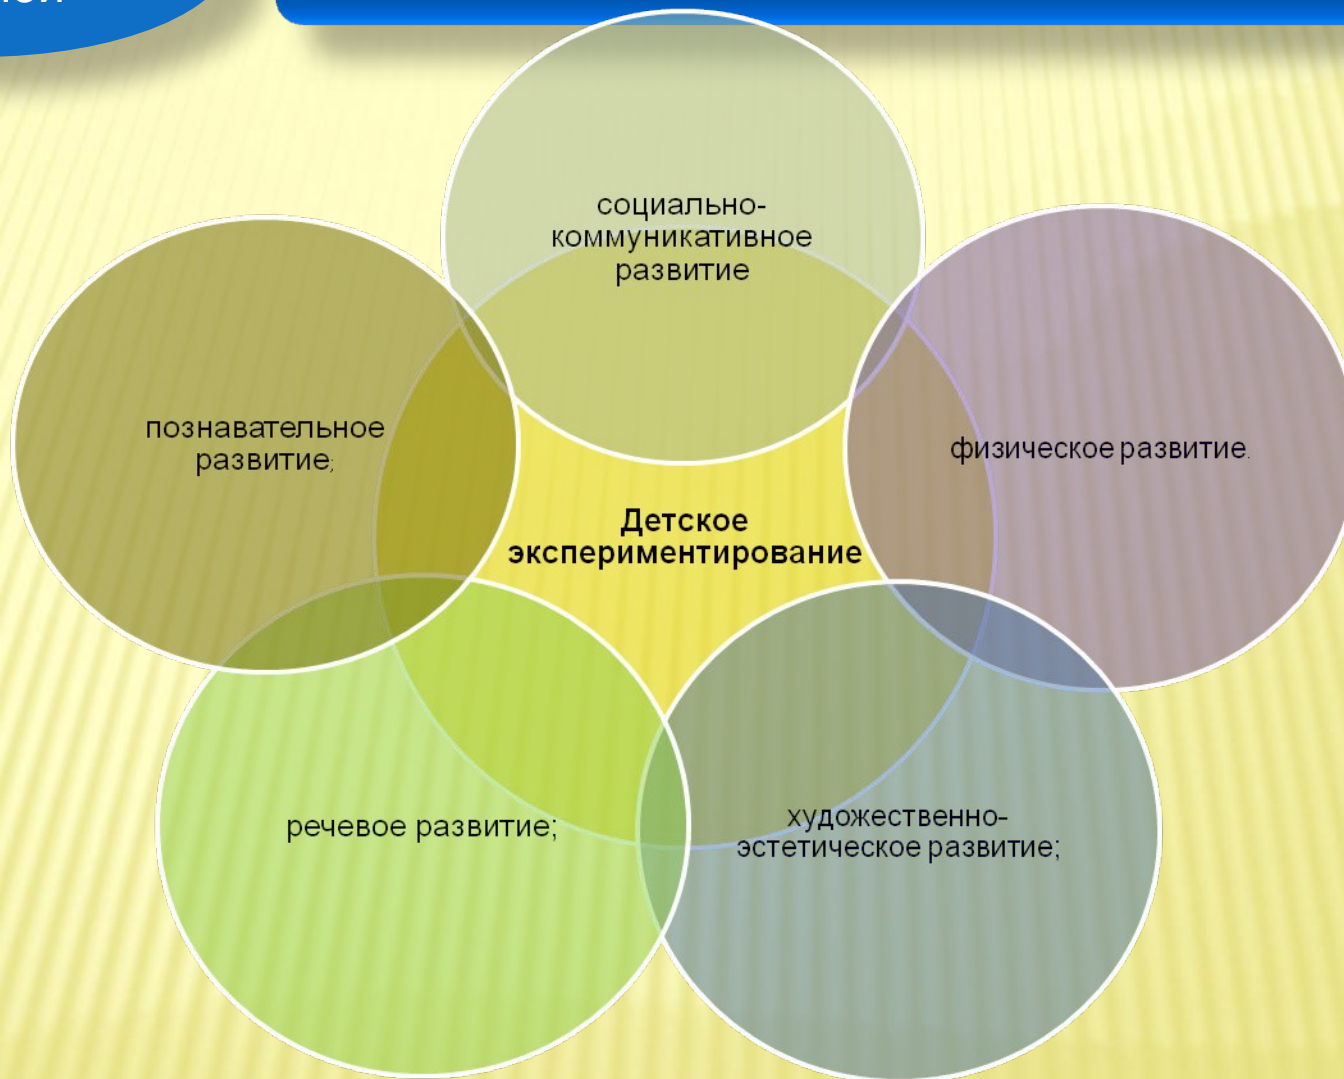 социально-
коммуникативное
развитие
познавательное
развитие;
физическое развитие.
Детское
экспериментирование
речевое развитие;
художественно-
эстетическое развитие;